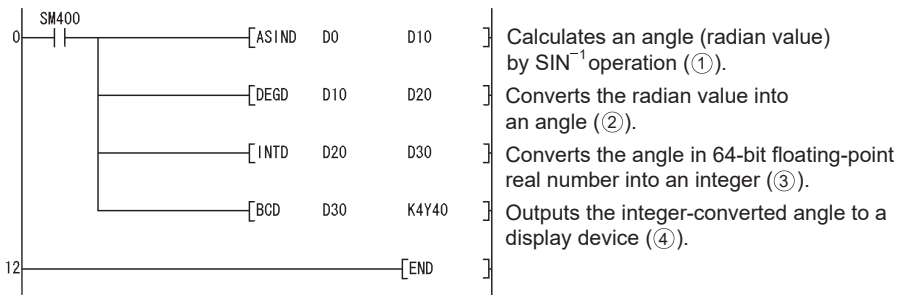 SM400
0 ASIND D0 D10 Calculates an angle (radian value)
by SIN⁻¹ operation (①).
DEGD D10 D20 Converts the radian value into
an angle (②).
INTD D20 D30 Converts the angle in 64-bit floating-point
real number into an integer (③).
BCD D30 K4Y40 Outputs the integer-converted angle to a
display device (④).
12 END